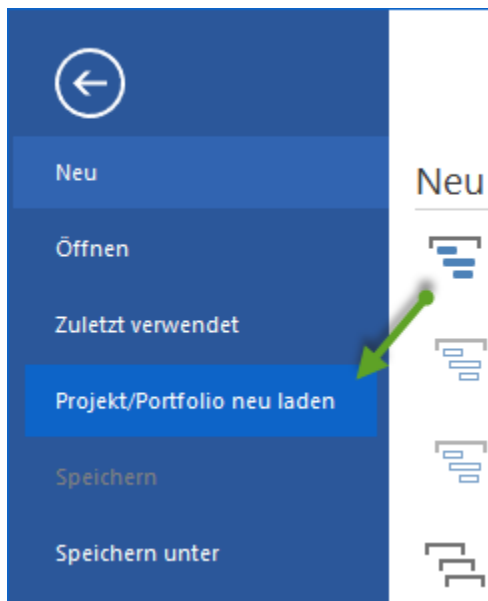 Neu
Neu
Öffnen
Zuletzt verwendet
Projekt/Portfolio neu laden
Speichern
Speichern unter